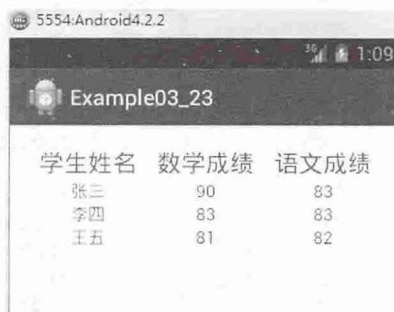 5554:Android4.2.2
3G 1:09
Example03_23
学生姓名 数学成绩 语文成绩
张三 90 83
李四 83 83
王五 81 82